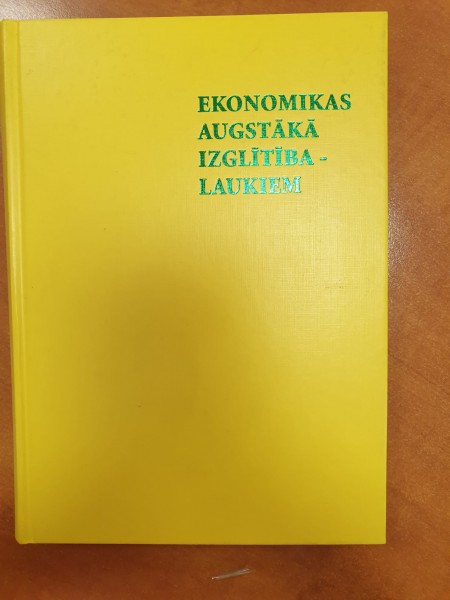 EKONOMIKAS
AUGSTĀKĀ
IZGLĪTĪBA -
LAUKIEM